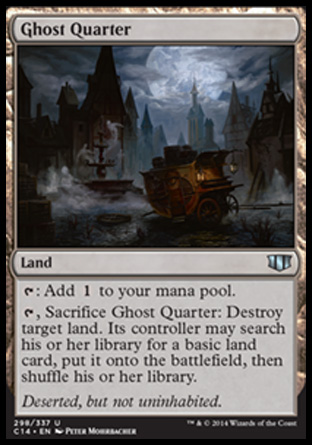 Ghost Quarter
Land
: Add 1 to your mana pool.
, Sacrifice Ghost Quarter: Destroy
target land. Its controller may search
his or her library for a basic land
card, put it onto the battlefield, then
shuffle his or her library.
Deserted, but not uninhabited.
298/337 U
C14 • EN Peter Mohrbacher
™ & © 2014 Wizards of the Coast